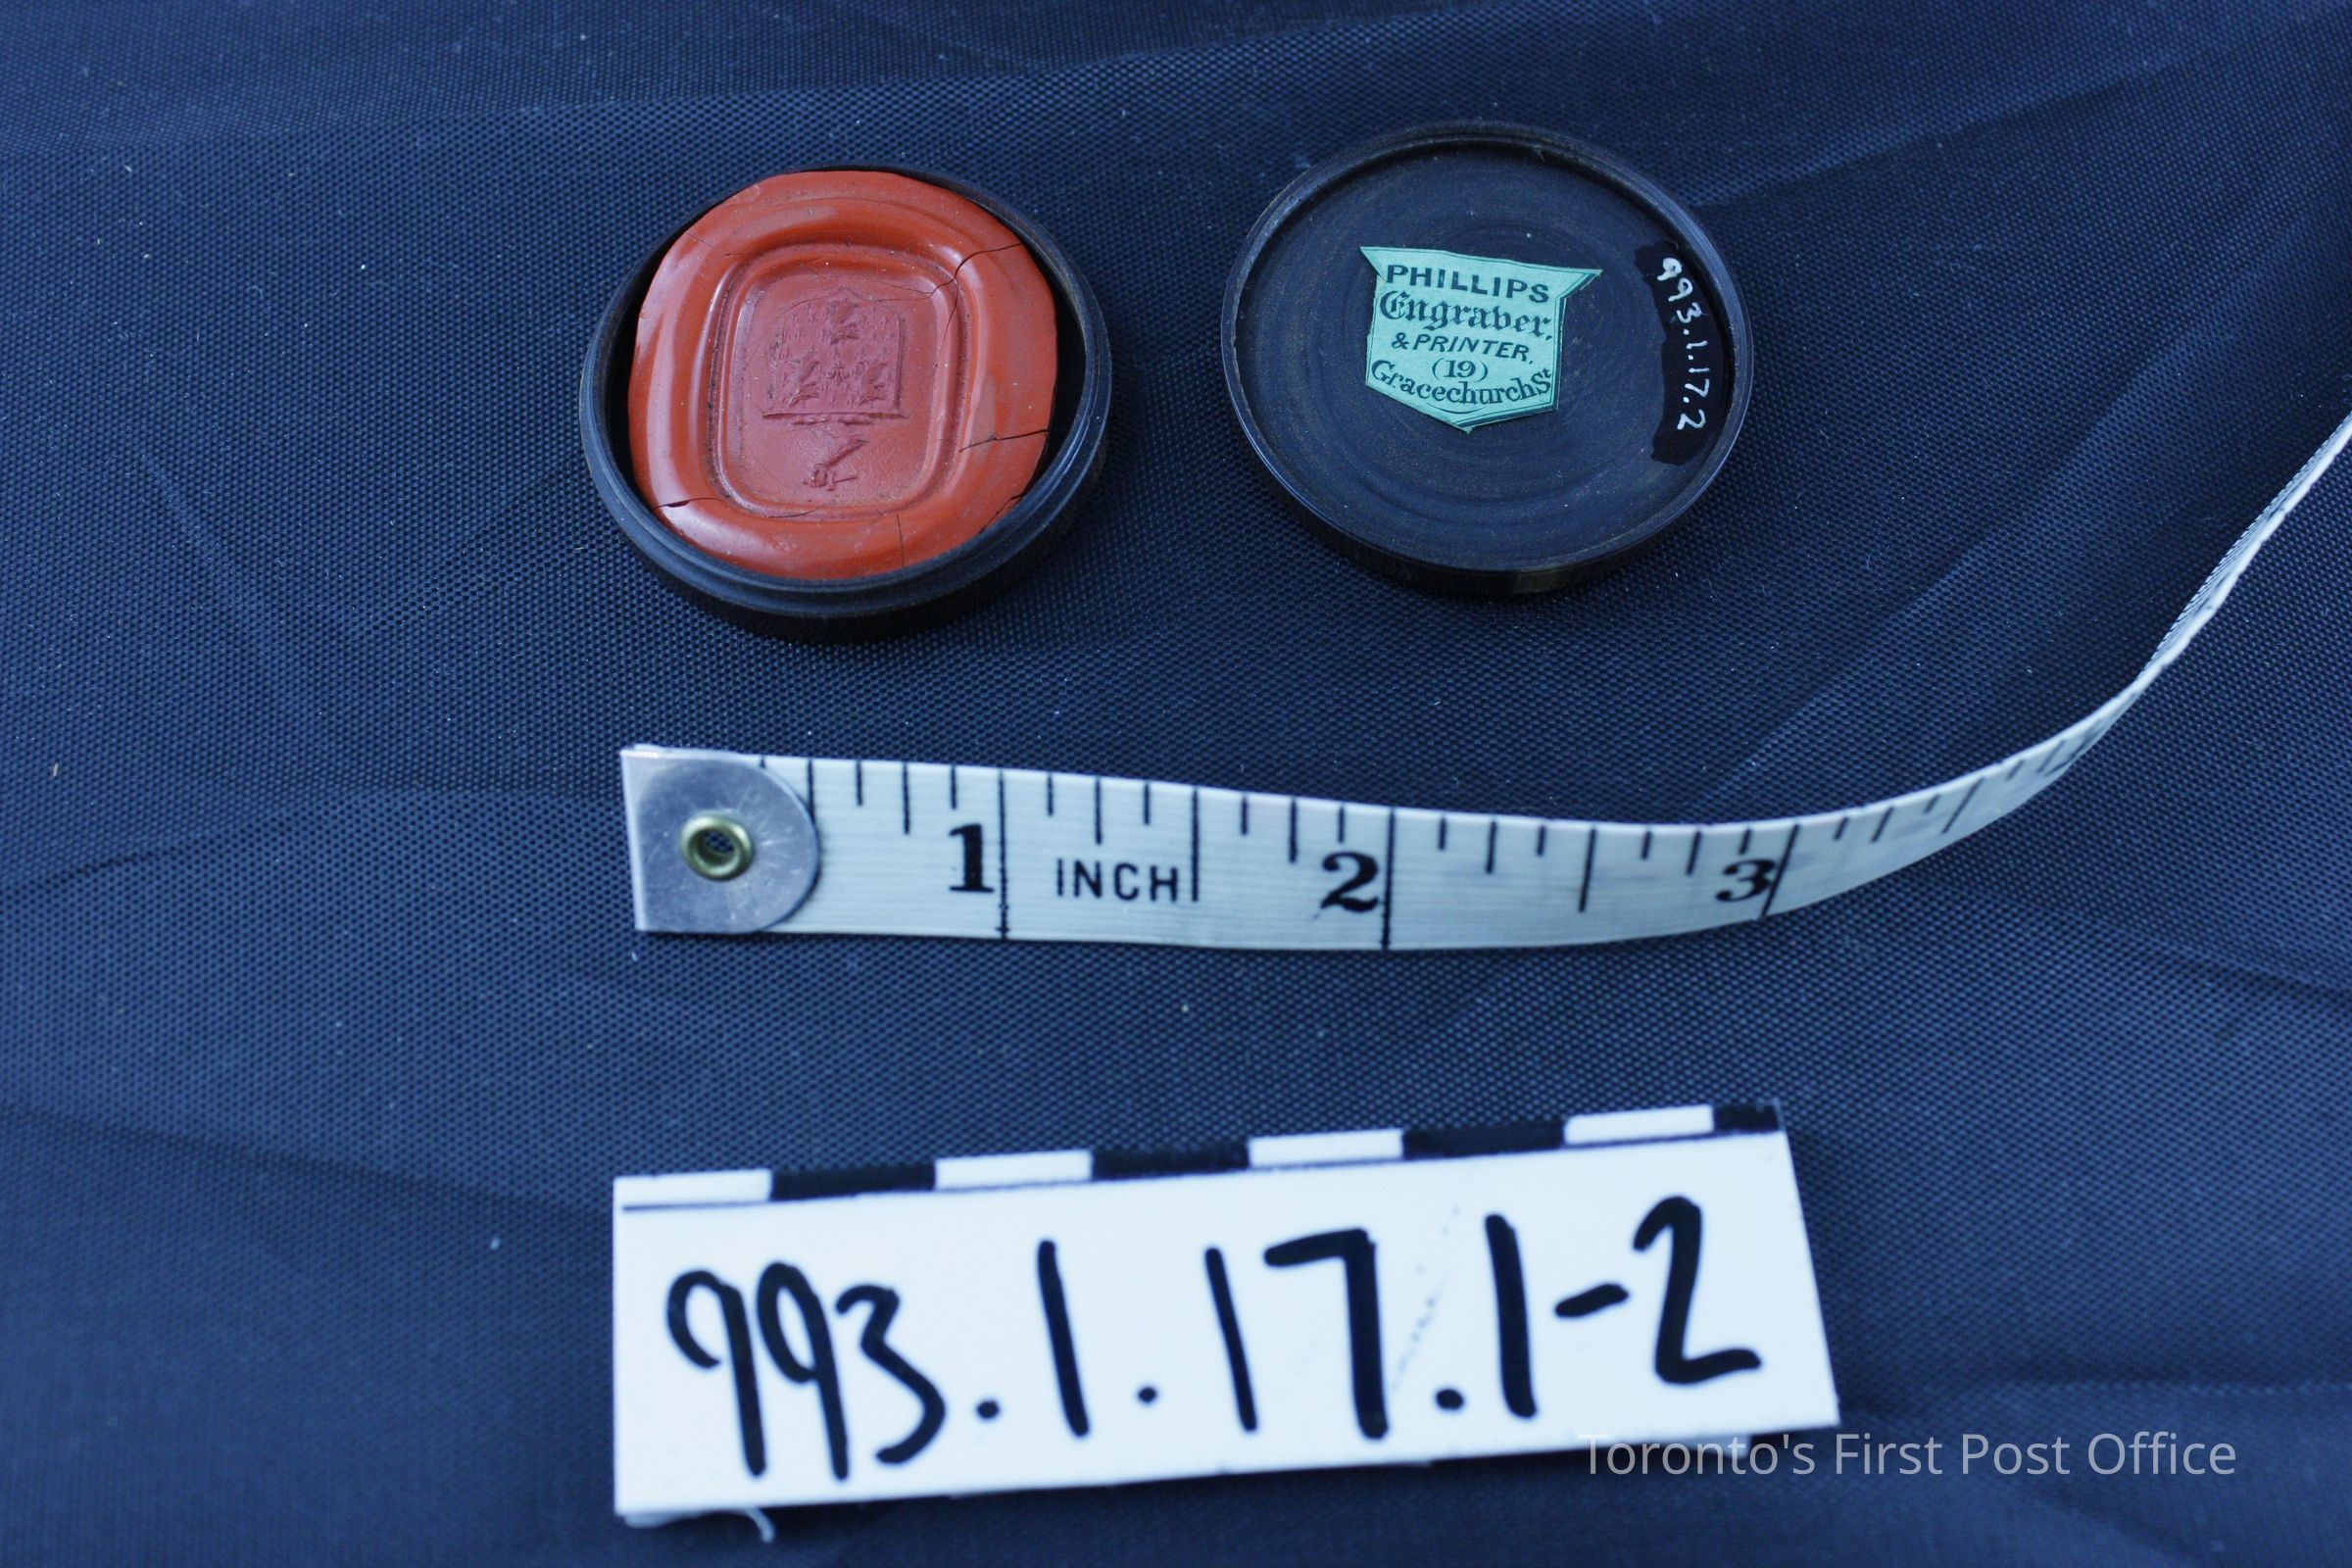 PHILLIPS
Engraver,
& PRINTER,
(19)
Gracechurch St
993.1.17.2
1 INCH 2 3
993.1.17.1-2
Toronto's First Post Office